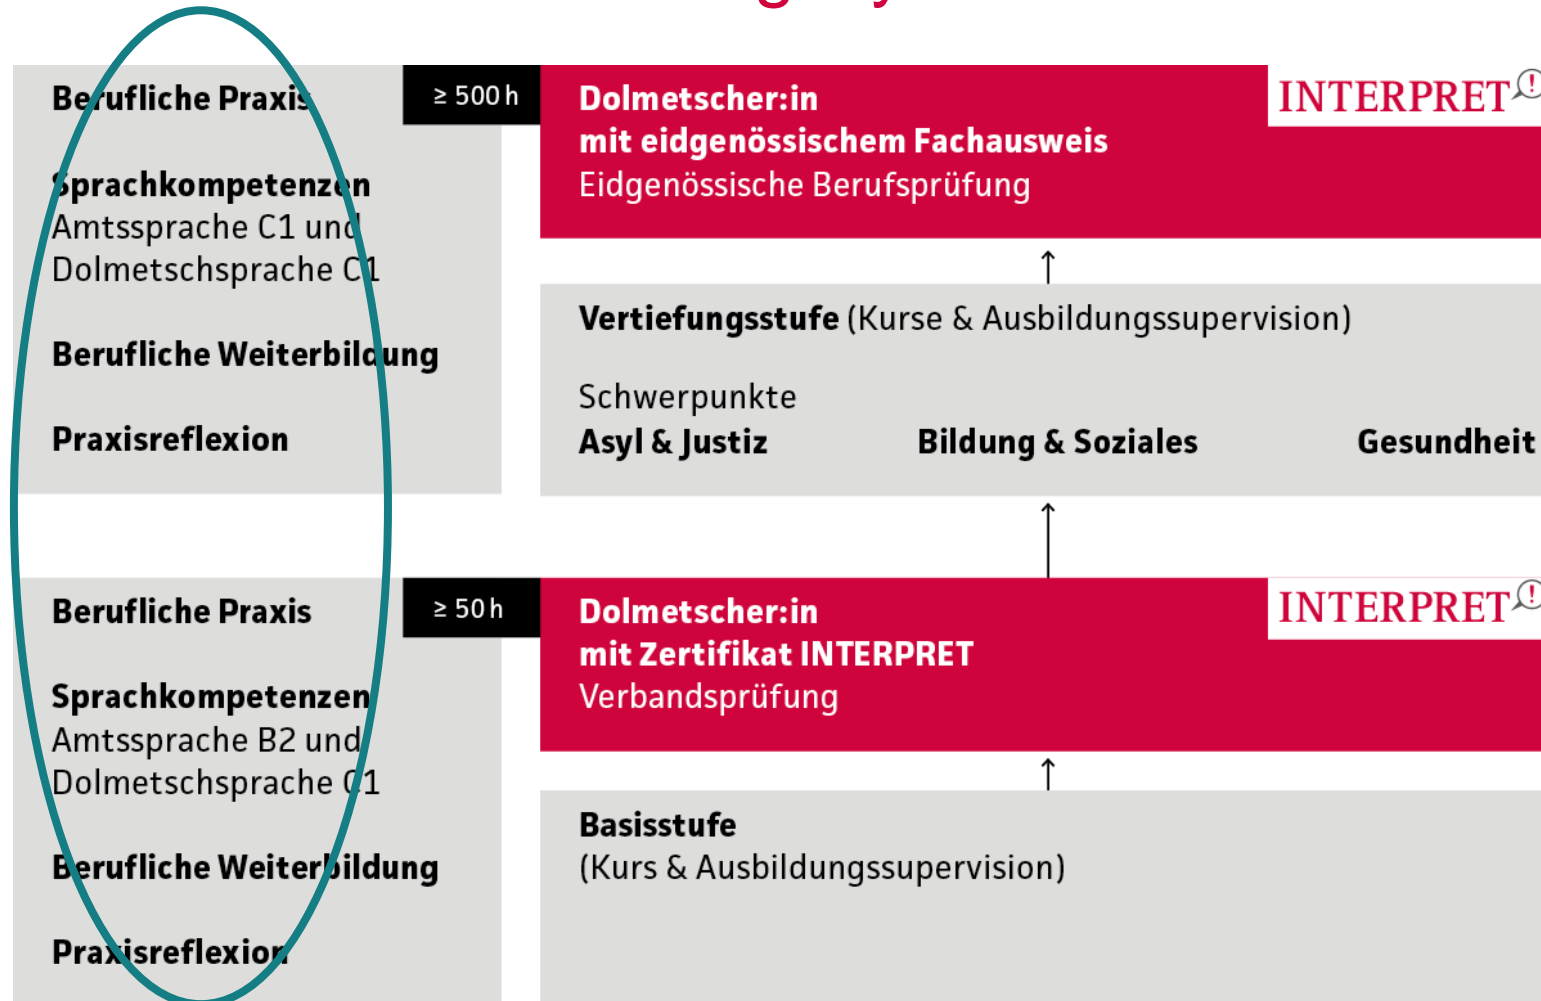 Berufliche Praxis
≥ 500 h
Sprachkompetenzen
Amtssprache C1 und
Dolmetschsprache C1
Berufliche Weiterbildung
Praxisreflexion
Dolmetscher:in
mit eidgenössischem Fachausweis
Eidgenössische Berufsprüfung
INTERPRET
Vertiefungsstufe (Kurse & Ausbildungssupervision)
Schwerpunkte
Asyl & Justiz Bildung & Soziales Gesundheit
Berufliche Praxis
≥ 50 h
Sprachkompetenzen
Amtssprache B2 und
Dolmetschsprache C1
Berufliche Weiterbildung
Praxisreflexion
Dolmetscher:in
mit Zertifikat INTERPRET
Verbandsprüfung
INTERPRET
Basisstufe
(Kurs & Ausbildungssupervision)